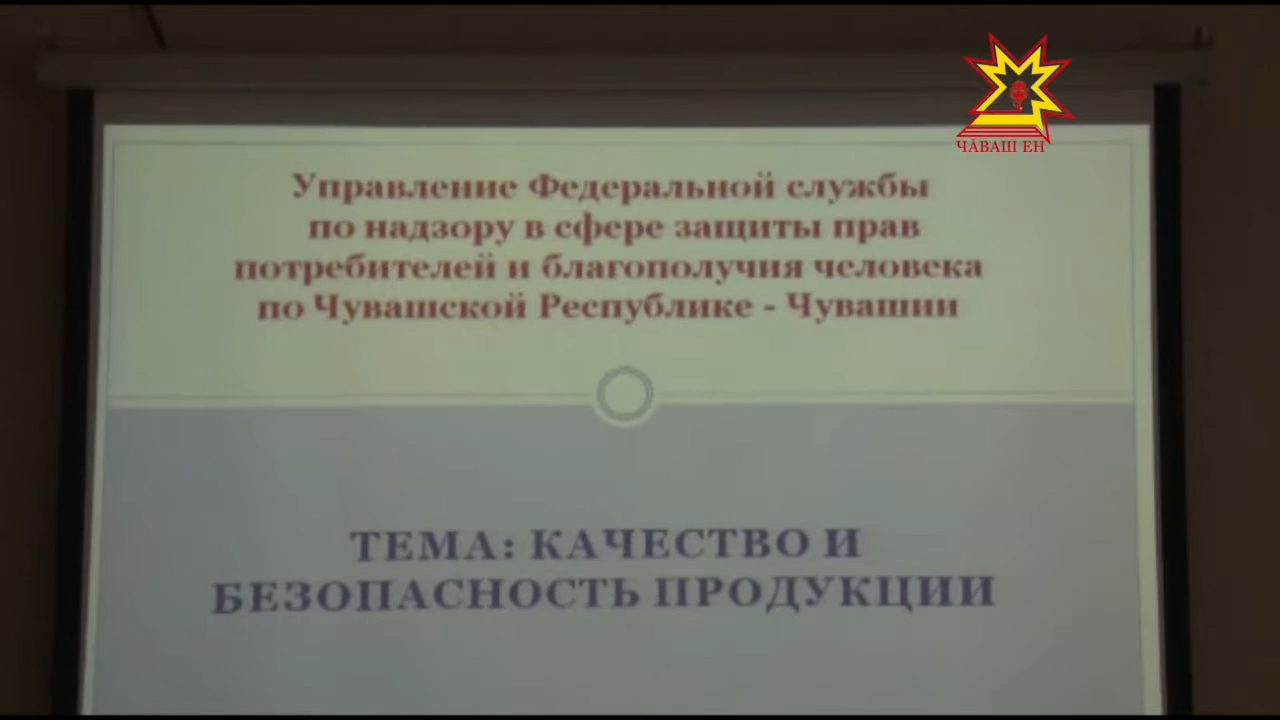 ЧӐВАШ ЕН
Управление Федеральной службы
по надзору в сфере защиты прав
потребителей и благополучия человека
по Чувашской Республике - Чувашии
ТЕМА: КАЧЕСТВО И
БЕЗОПАСНОСТЬ ПРОДУКЦИИ